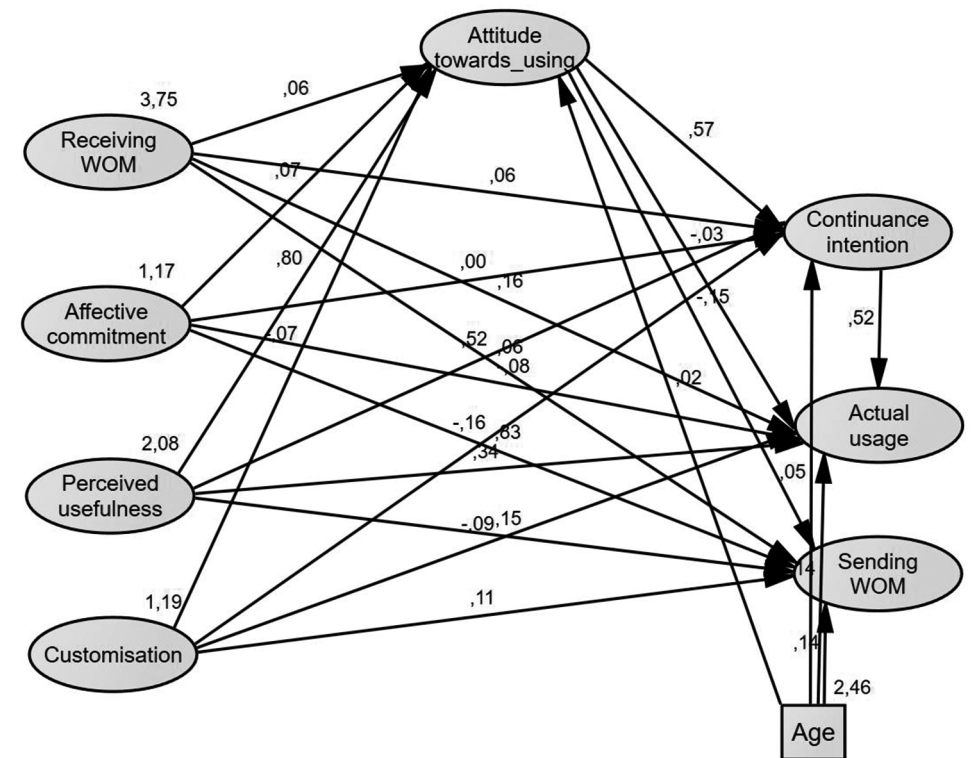 Attitude
towards_using
3,75
,06
Receiving
WOM
,57
,07
,06
Continuance
intention
-,03
,80
,00
1,17
,16
-,15
Affective
commitment
,52
-,07
,52
,06
-,08
,02
Actual
usage
-,16
,83
2,08
,34
Perceived
usefulness
,05
-,09
,15
Sending
WOM
14
1,19
,11
Customisation
,14
2,46
Age